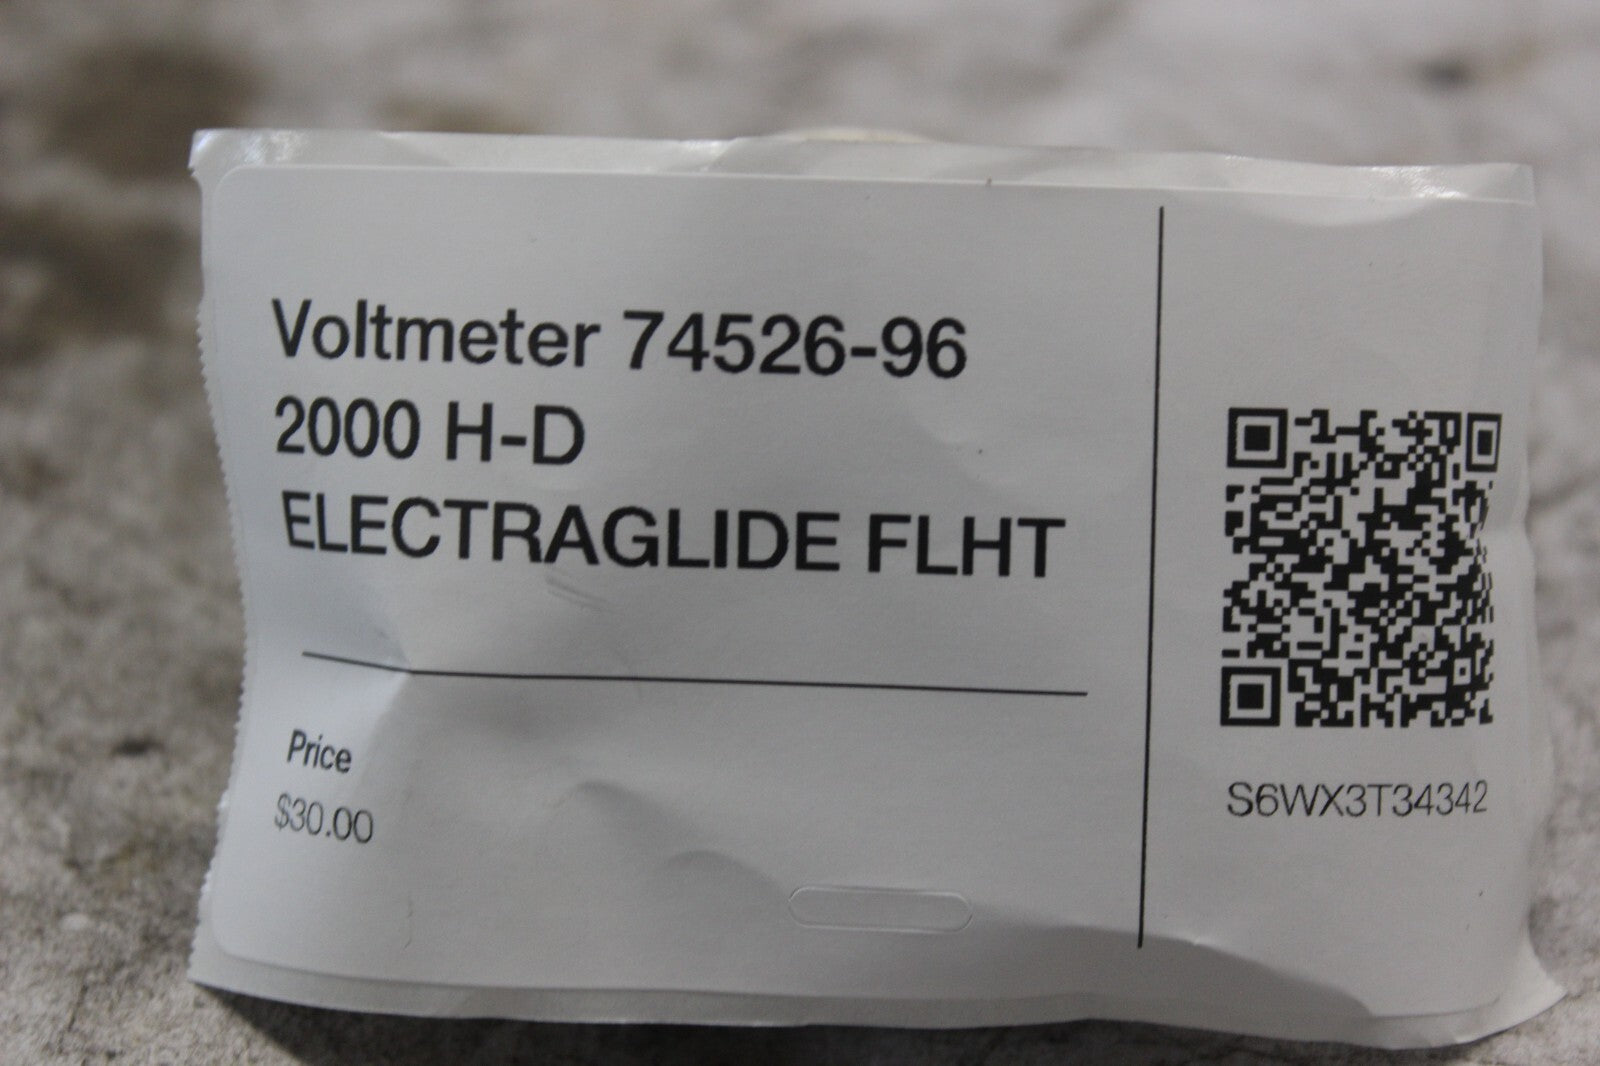 Voltmeter 74526-96
2000 H-D
ELECTRAGLIDE FLHT
Price
$30.00
S6WX3T34342